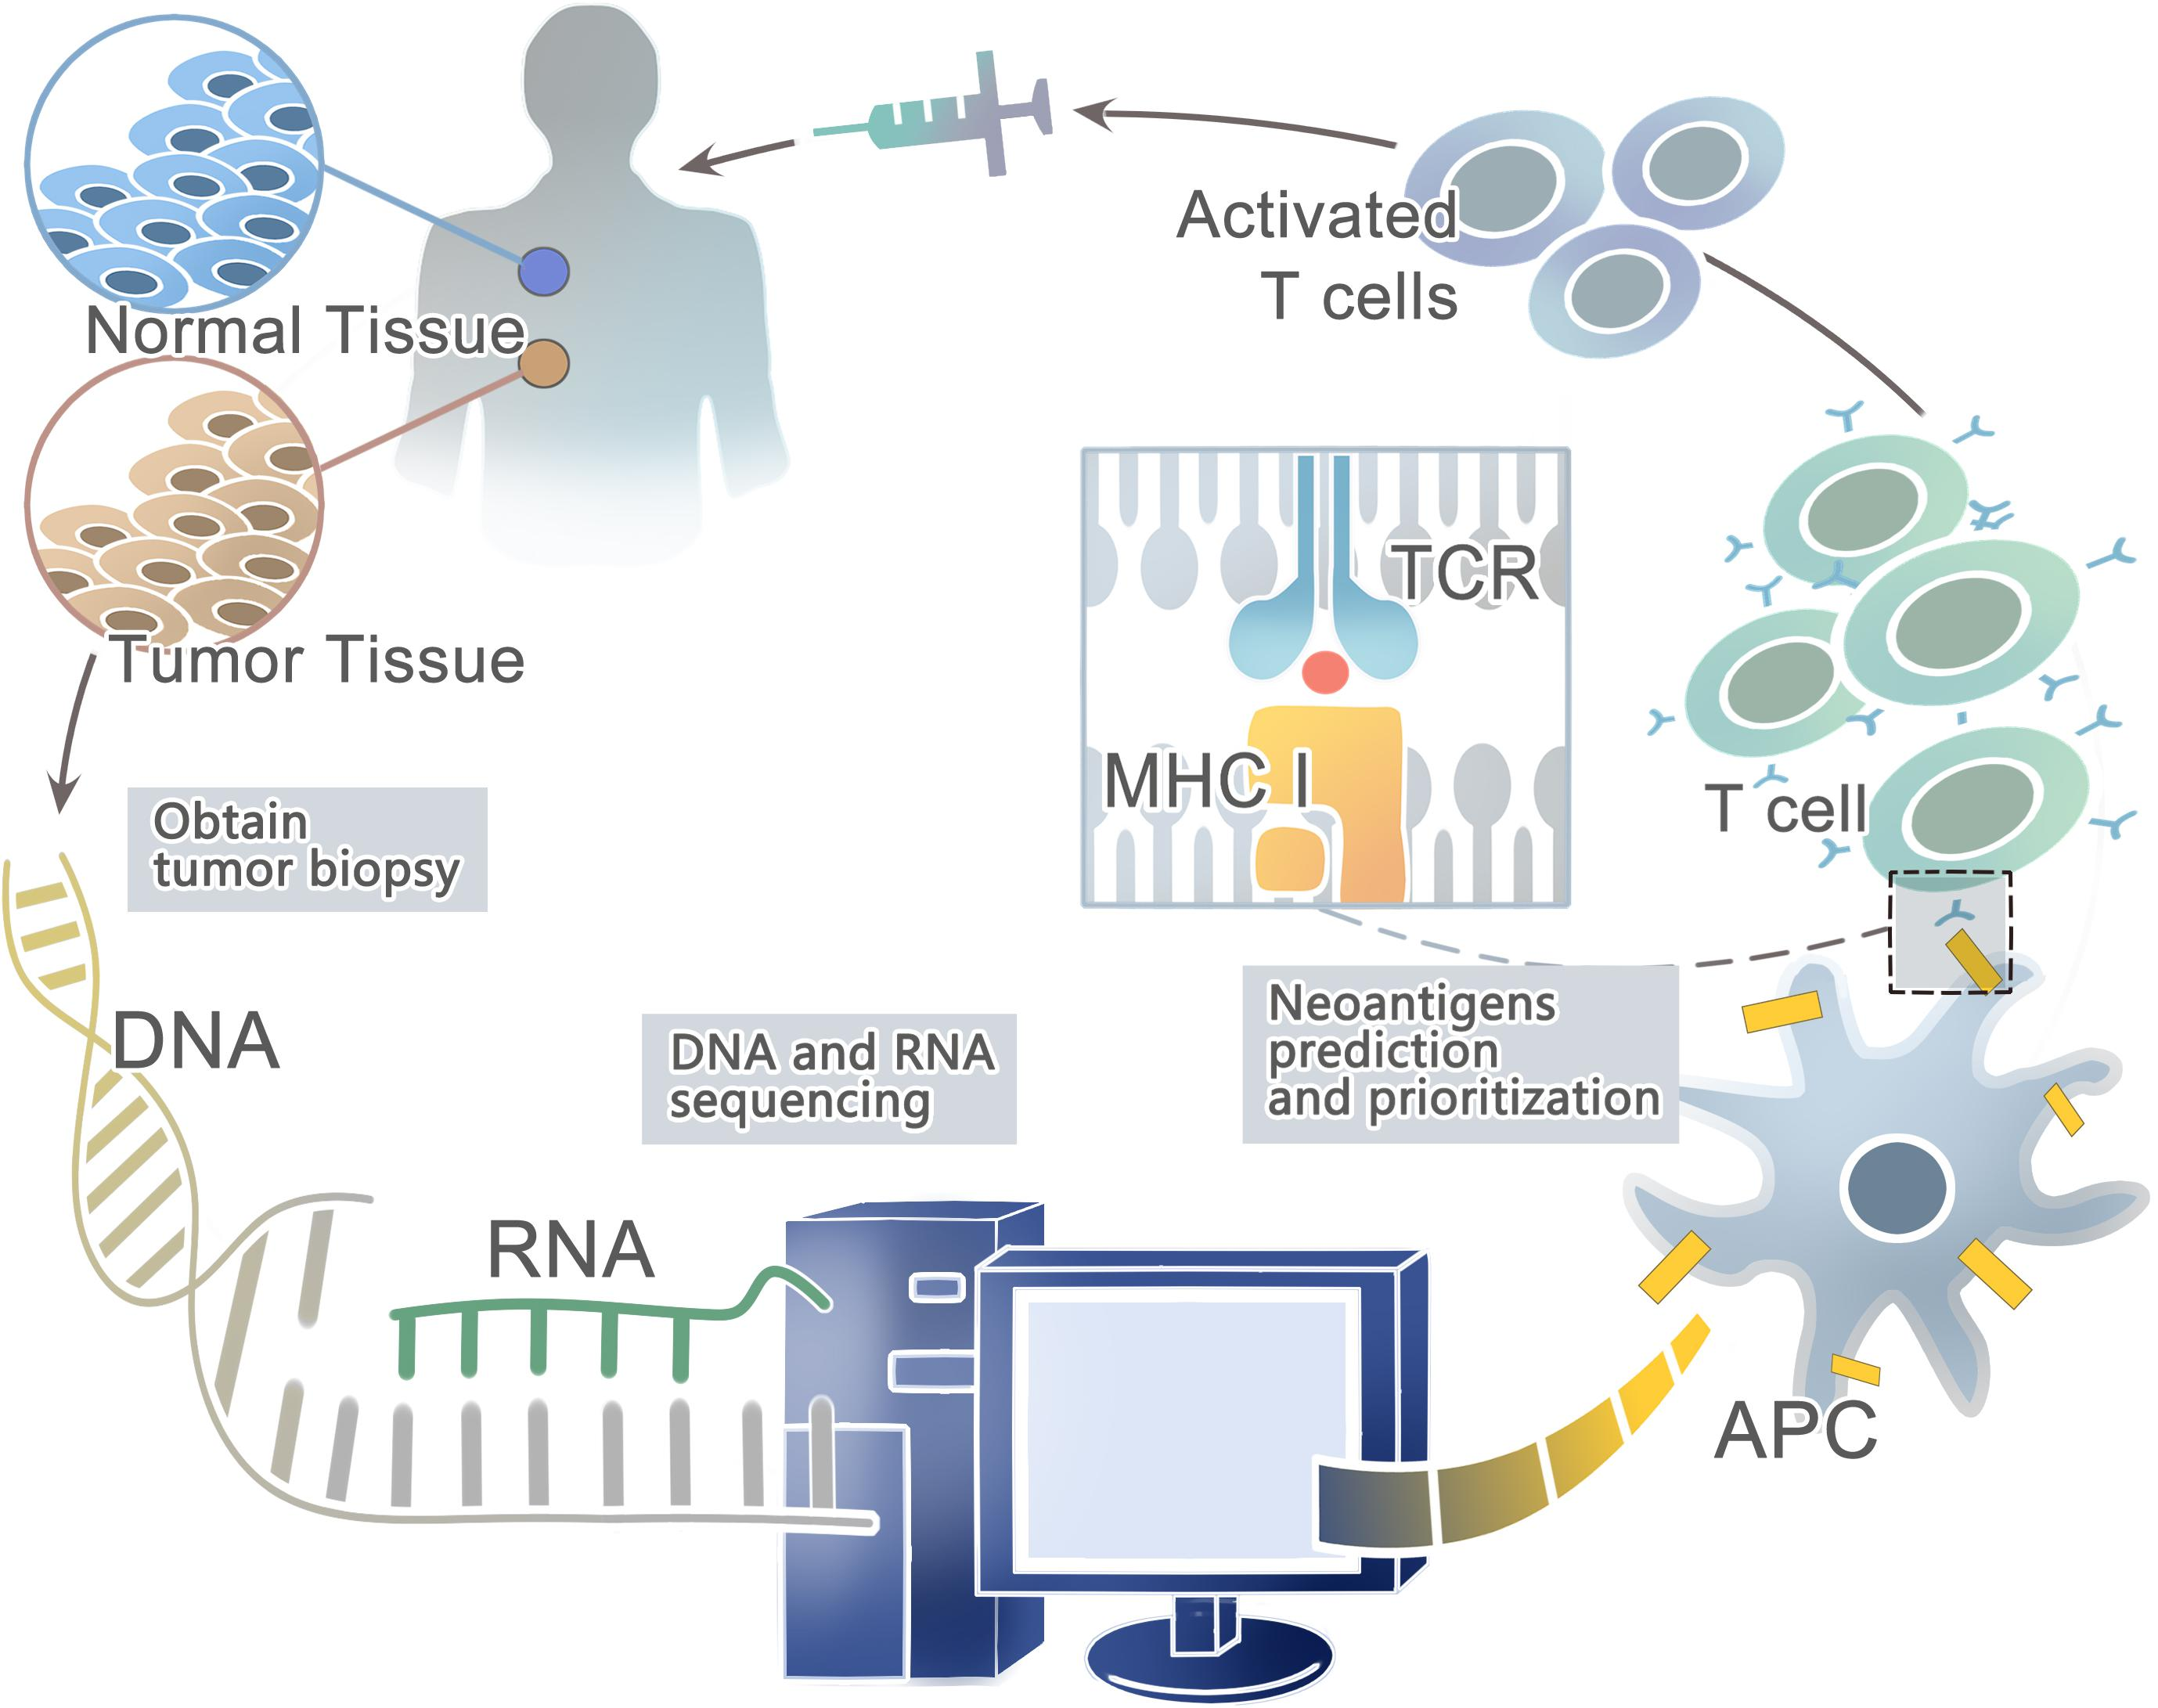 Normal Tissue
Tumor Tissue
Activated
T cells
TCR
MHC I
T cell
Obtain
tumor biopsy
DNA
DNA and RNA
sequencing
Neoantigens
prediction
and prioritization
RNA
APC